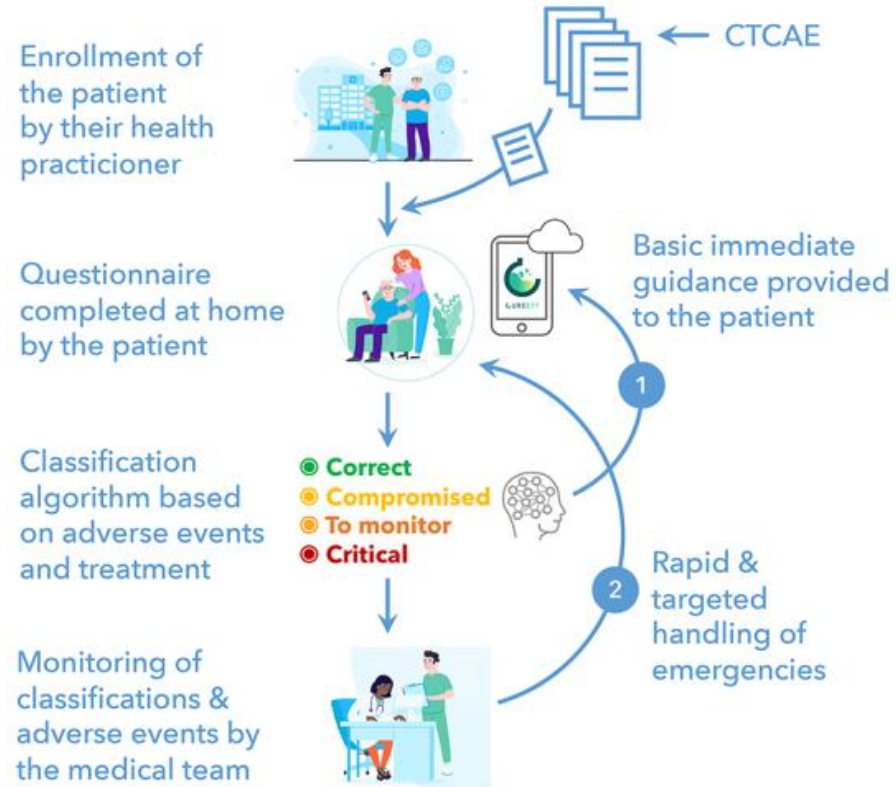 Enrollment of
the patient
by their health
practicioner
CTCAE
Questionnaire
completed at home
by the patient
CUREETY
Basic immediate
guidance provided
to the patient
1
Classification
algorithm based
on adverse events
and treatment
Correct
Compromised
To monitor
Critical
2
Rapid &
targeted
handling of
emergencies
Monitoring of
classifications &
adverse events by
the medical team